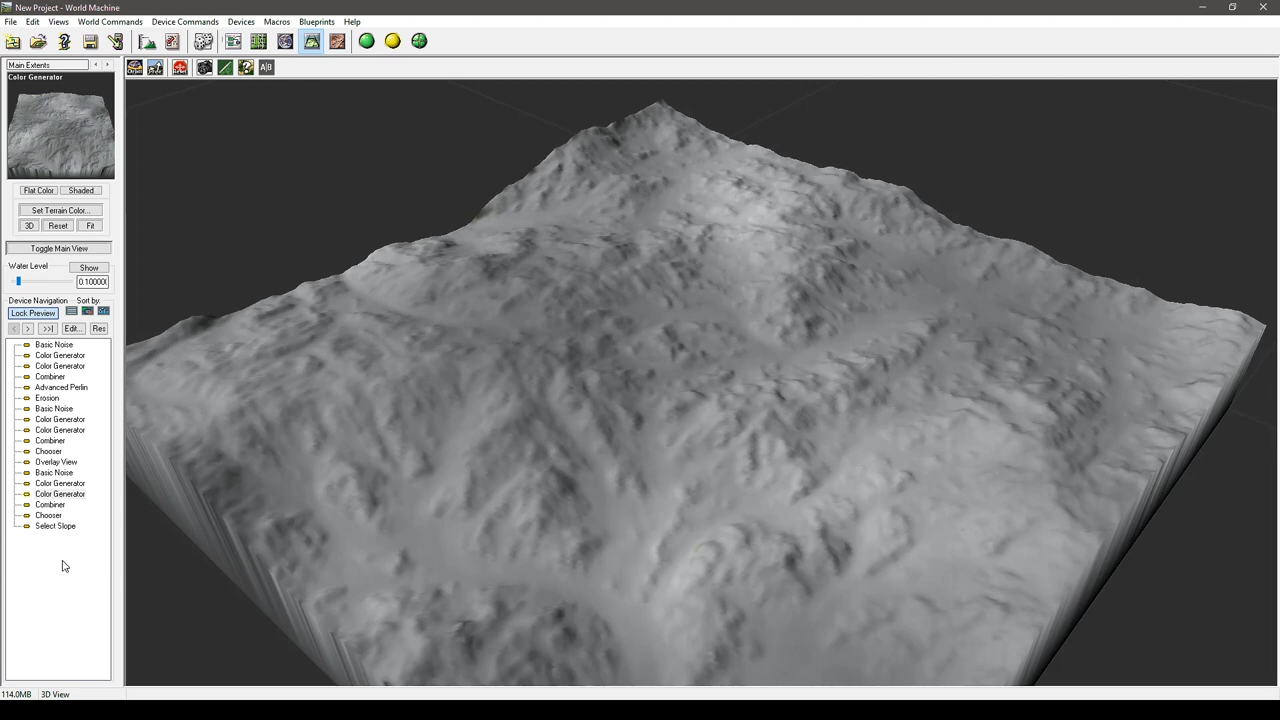 New Project - World Machine
File Edit Views World Commands Device Commands Devices Macros Blueprints Help
Main Extents
Color Generator
Flat Color Shaded
Set Terrain Color...
3D Reset Fit
Toggle Main View
Water Level Show
0.10000
Device Navigation Sort by:
Lock Preview
< > >>| Edit... Res
Basic Noise
Color Generator
Color Generator
Combiner
Advanced Perlin
Erosion
Basic Noise
Color Generator
Color Generator
Combiner
Chooser
Overlay View
Basic Noise
Color Generator
Color Generator
Combiner
Chooser
Select Slope
A|B
114.0MB 3D View